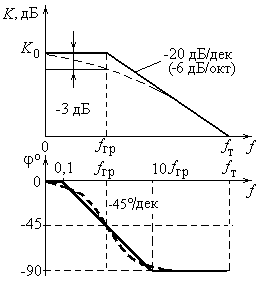 K, дБ
K0
-20 дБ/дек
(-6 дБ/окт)
-3 дБ
0
fгр
fт
f
φ°
0
0,1
fгр
10fгр
fт
f
-45°/дек
-45
-90